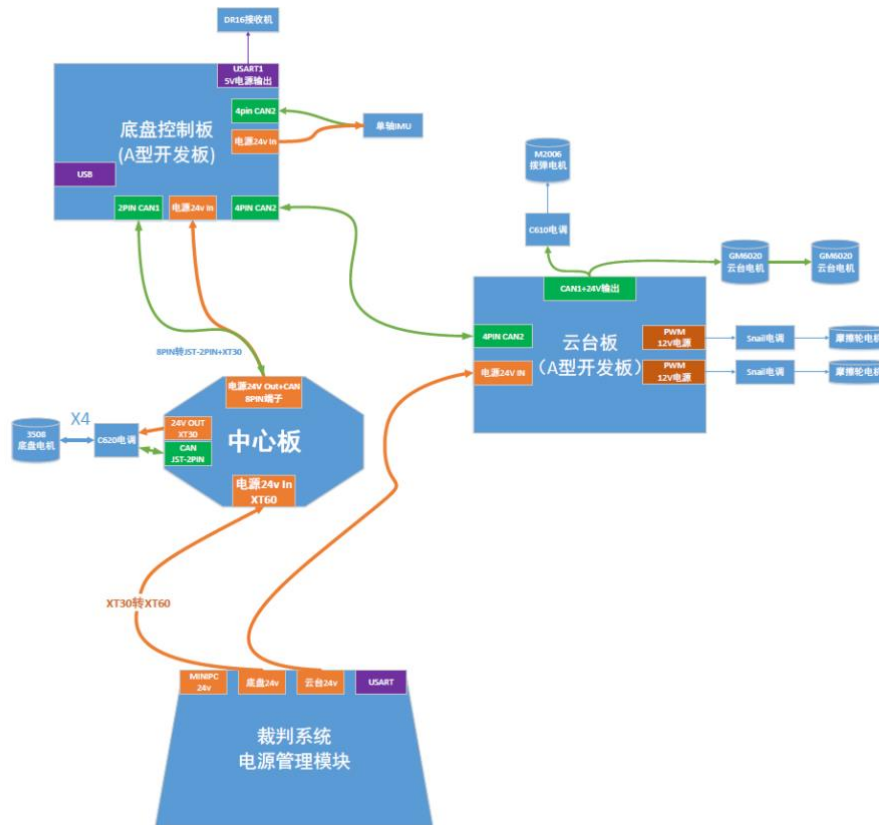 DR16接收机
USART1
5V电源输出
4pin CAN2
电源24v In
单轴IMU
底盘控制板
(A型开发板)
USB
2PIN CAN1
电源24v In
4PIN CAN2
M2006
拨弹电机
C610电调
GM6020
云台电机
GM6020
云台电机
CAN1+24V输出
4PIN CAN2
云台板
（A型开发板）
电源24V IN
PWM
12V电源
Snail电调
摩擦轮电机
PWM
12V电源
Snail电调
摩擦轮电机
8PIN转JST-2PIN+XT30
电源24V Out+CAN
8PIN端子
X4
3508
底盘电机
C620电调
24V OUT
XT30
CAN
JST-2PIN
中心板
电源24v In
XT60
XT30转XT60
MINIPC
24v
底盘24v
云台24v
USART
裁判系统
电源管理模块